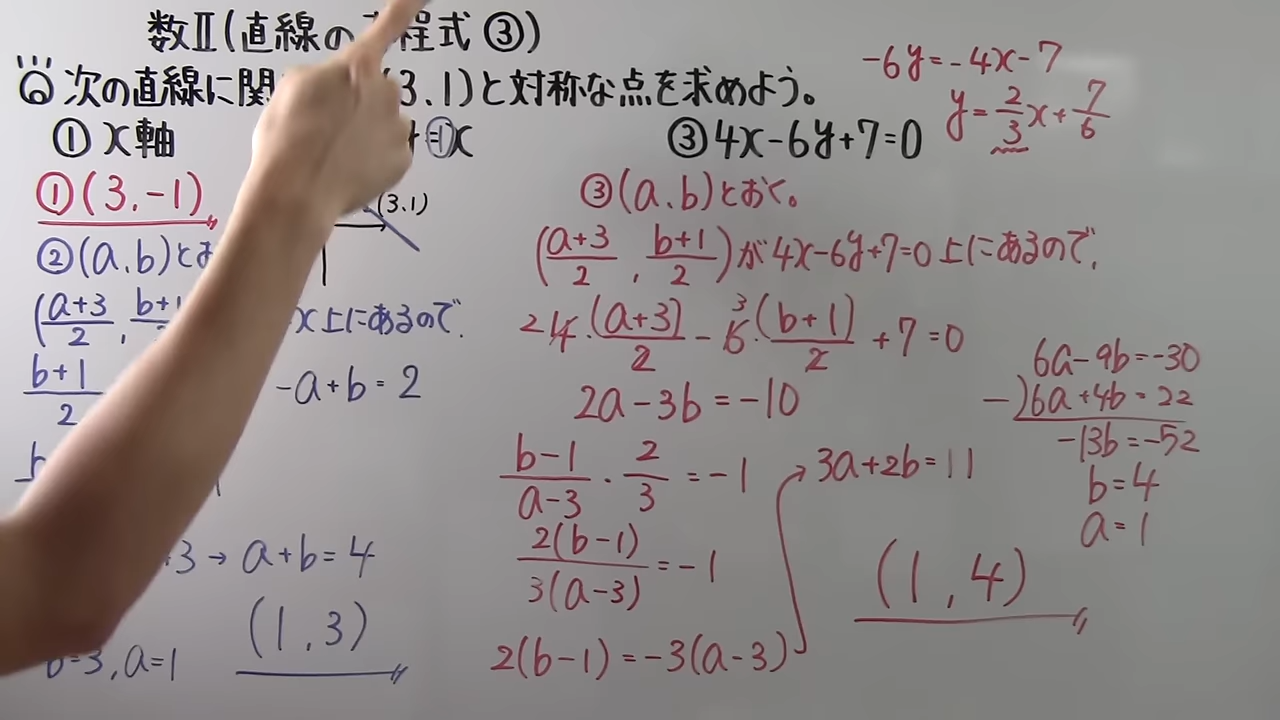 数Ⅱ(直線の 程式 ③)
Q 次の直線に関 (3.1)と対称な点を求めよう。
① x軸
=x
③ 4x-6y+7=0
-6y=-4x-7
y=2/3x+7/6
①(3,-1)
(3.1)
②(a,b)と
(a+3/2, b+1/
x上にあるので.
b+1/2
-a+b=2
b
3→a+b=4
b=3,a=1
(1,3)
③(a,b)とおく。
(a+3/2, b+1/2)が4x-6y+7=0上にあるので,
2 4・(a+3)/2 - 3 6・(b+1)/2 +7=0
2a-3b=-10
b-1/a-3・2/3=-1
2(b-1)/3(a-3)=-1
2(b-1)=-3(a-3)
→3a+2b=11
6a-9b=-30
-)6a+4b=22
-13b=-52
b=4
a=1
(1,4)